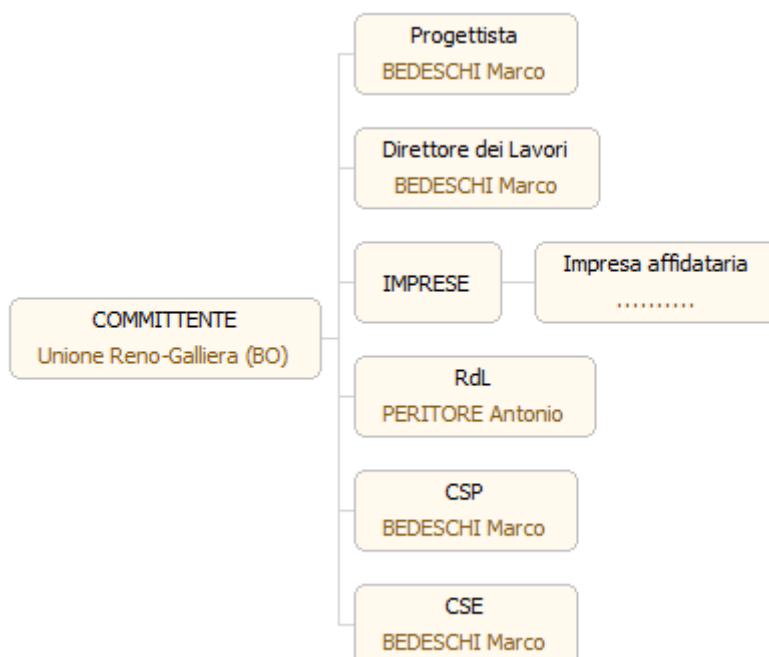 Progettista
BEDESCHI Marco
Direttore dei Lavori
BEDESCHI Marco
IMPRESE
Impresa affidataria
..........
COMMITTENTE
Unione Reno-Galliera (BO)
RdL
PERITORE Antonio
CSP
BEDESCHI Marco
CSE
BEDESCHI Marco